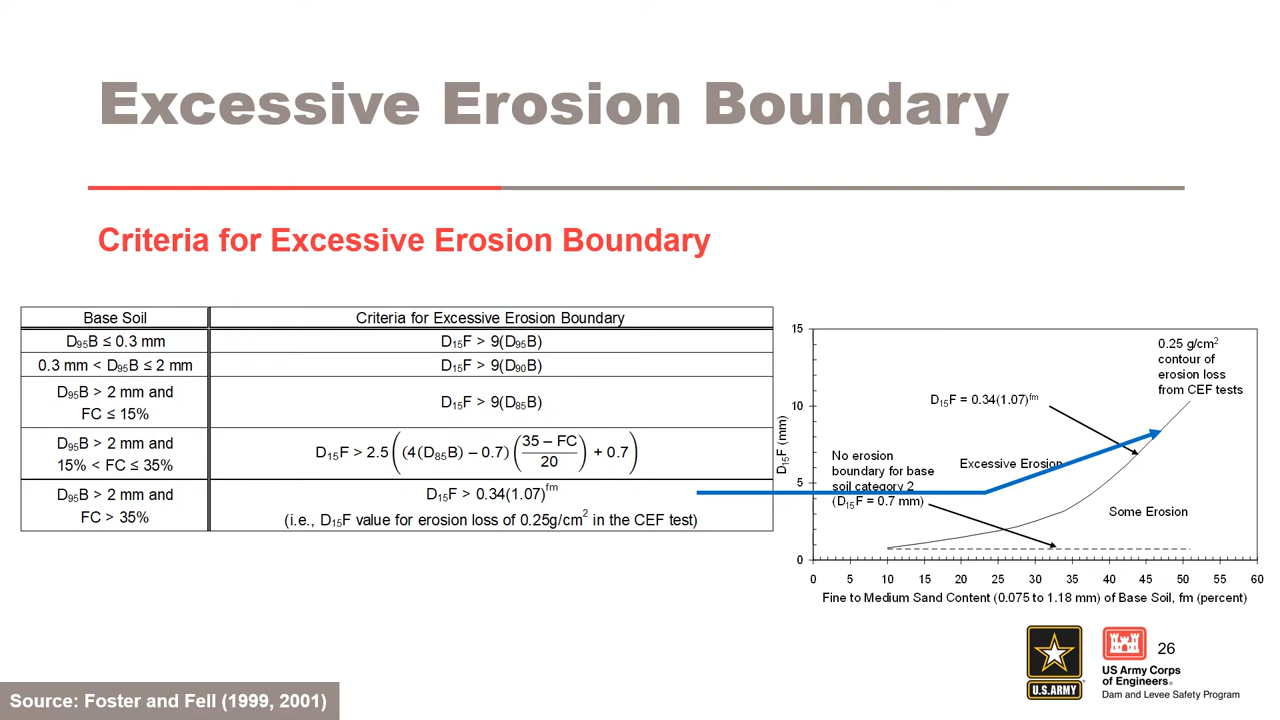 Excessive Erosion Boundary
Criteria for Excessive Erosion Boundary
Base Soil
Criteria for Excessive Erosion Boundary
D₉₅B ≤ 0.3 mm
D₁₅F > 9(D₉₅B)
0.3 mm < D₉₅B ≤ 2 mm
D₁₅F > 9(D₉₀B)
D₉₅B > 2 mm and
FC ≤ 15%
D₁₅F > 9(D₈₅B)
D₉₅B > 2 mm and
15% < FC ≤ 35%
D₁₅F > 2.5((4(D₈₅B) – 0.7)((35 – FC)/20) + 0.7)
D₉₅B > 2 mm and
FC > 35%
D₁₅F > 0.34(1.07)^fm
(i.e., D₁₅F value for erosion loss of 0.25g/cm² in the CEF test)
15
10
5
0
D₁₅F (mm)
0.25 g/cm²
contour of
erosion loss
from CEF tests
D₁₅F = 0.34(1.07)^fm
No erosion
boundary for base
soil category 2
(D₁₅F = 0.7 mm)
Excessive Erosion
Some Erosion
0 5 10 15 20 25 30 35 40 45 50 55 60
Fine to Medium Sand Content (0.075 to 1.18 mm) of Base Soil, fm (percent)
U.S.ARMY
26
US Army Corps
of Engineers®
Dam and Levee Safety Program
Source: Foster and Fell (1999, 2001)